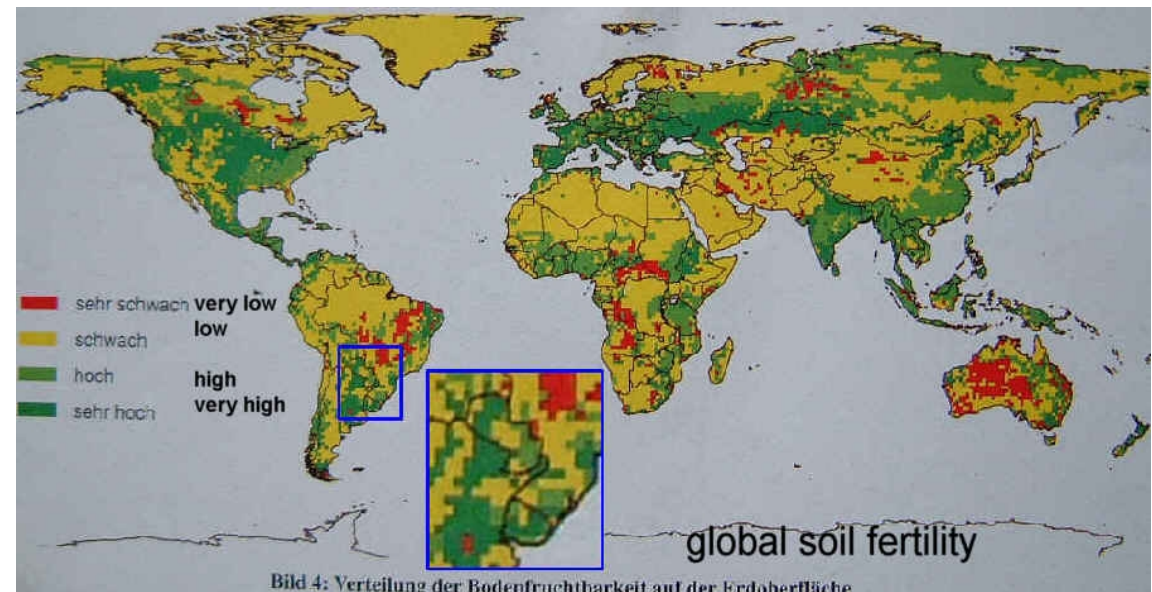 sehr schwach very low
low
schwach
hoch
high
very high
sehr hoch
global soil fertility
Bild 4: Verteilung der Bodenfruchtbarkeit auf der Erdoberfläche